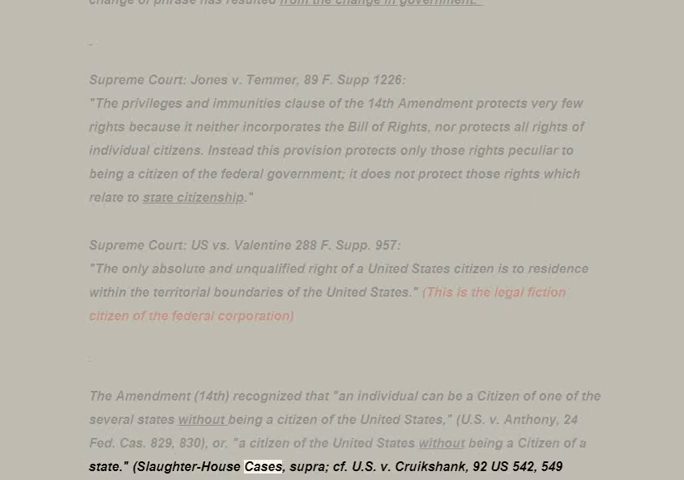 change of phrase has resulted from the change in government."
Supreme Court: Jones v. Temmer, 89 F. Supp 1226:
"The privileges and immunities clause of the 14th Amendment protects very few
rights because it neither incorporates the Bill of Rights, nor protects all rights of
individual citizens. Instead this provision protects only those rights peculiar to
being a citizen of the federal government; it does not protect those rights which
relate to state citizenship."
Supreme Court: US vs. Valentine 288 F. Supp. 957:
"The only absolute and unqualified right of a United States citizen is to residence
within the territorial boundaries of the United States." (This is the legal fiction
citizen of the federal corporation)
The Amendment (14th) recognized that "an individual can be a Citizen of one of the
several states without being a citizen of the United States," (U.S. v. Anthony, 24
Fed. Cas. 829, 830), or, "a citizen of the United States without being a Citizen of a
state." (Slaughter-House Cases, supra; cf. U.S. v. Cruikshank, 92 US 542, 549